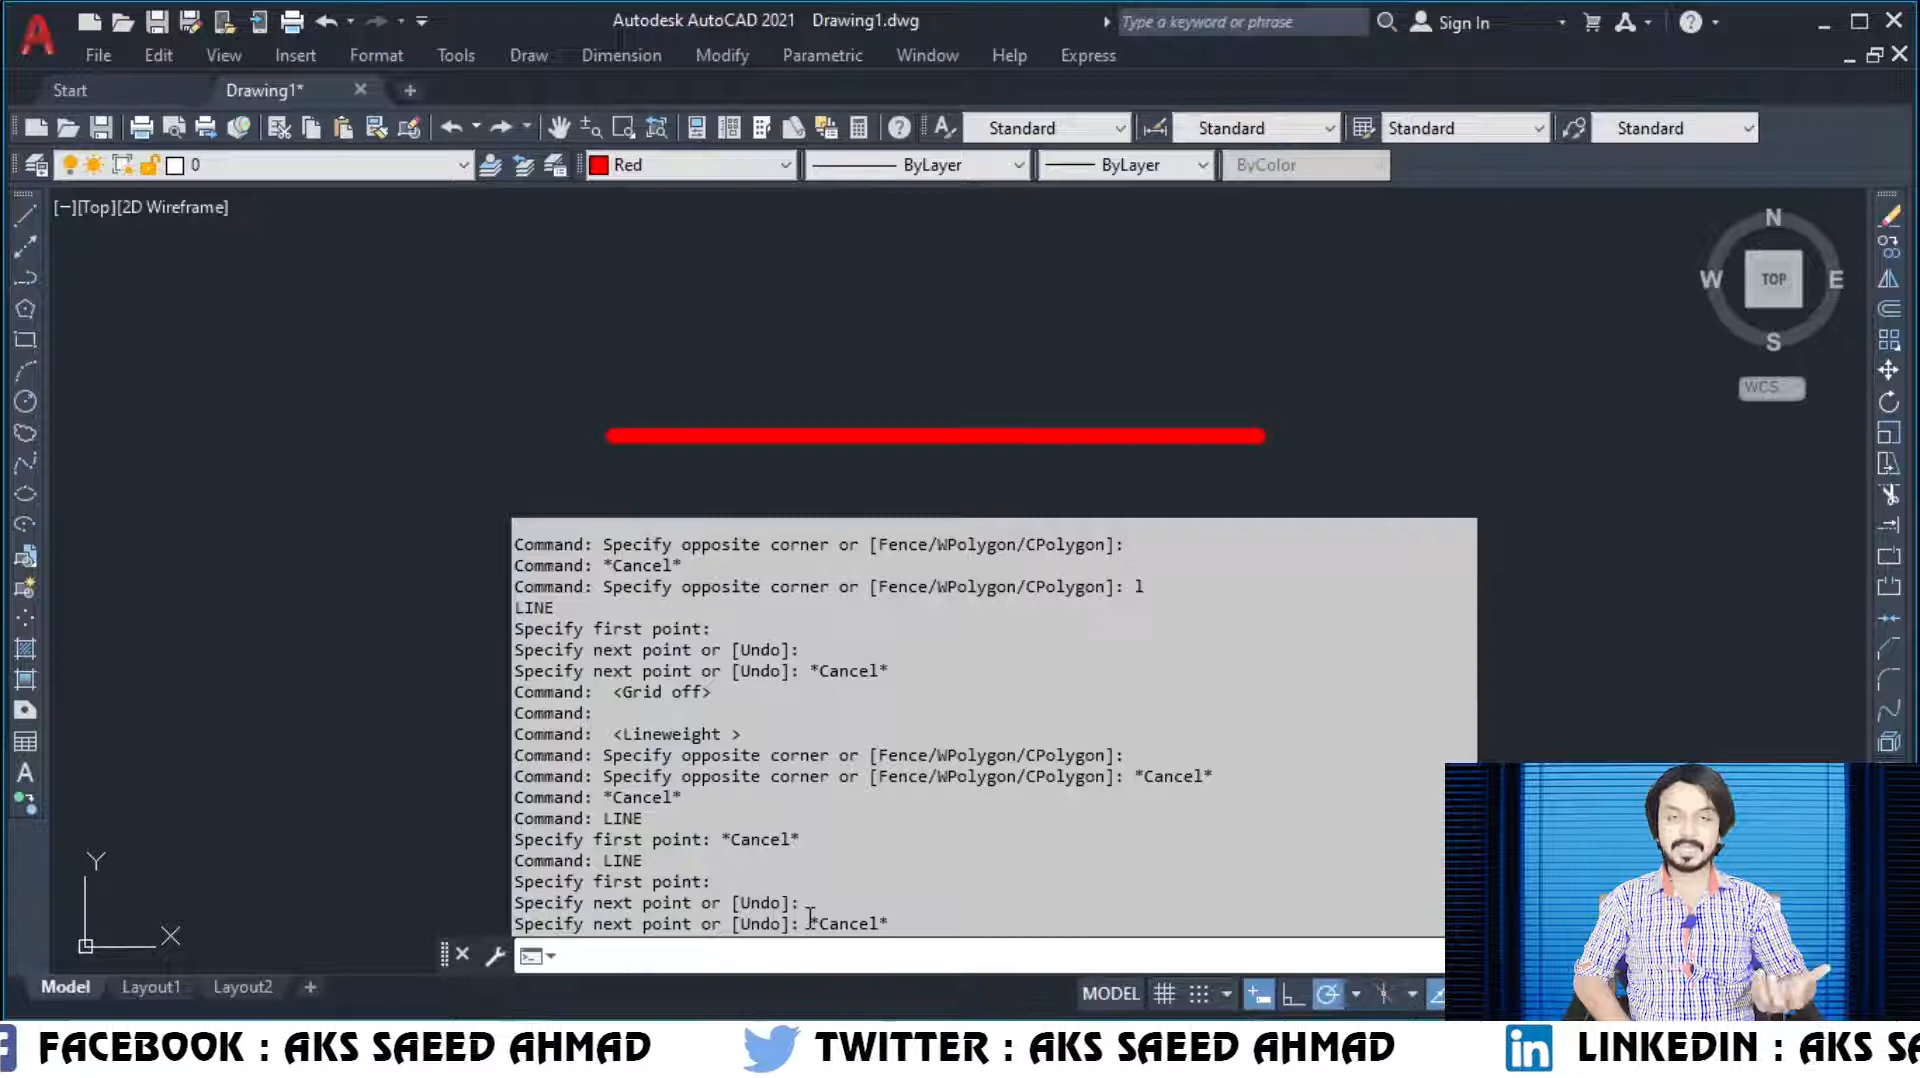 Autodesk AutoCAD 2021 Drawing1.dwg
Type a keyword or phrase
Sign In
File Edit View Insert Format Tools Draw Dimension Modify Parametric Window Help Express
Start Drawing1*
Standard Standard Standard Standard
0 Red ByLayer ByLayer ByColor
[−][Top][2D Wireframe]
N
W TOP E
S
WCS
Command: Specify opposite corner or [Fence/WPolygon/CPolygon]:
Command: *Cancel*
Command: Specify opposite corner or [Fence/WPolygon/CPolygon]: l
LINE
Specify first point:
Specify next point or [Undo]:
Specify next point or [Undo]: *Cancel*
Command: <Grid off>
Command:
Command: <Lineweight >
Command: Specify opposite corner or [Fence/WPolygon/CPolygon]:
Command: Specify opposite corner or [Fence/WPolygon/CPolygon]: *Cancel*
Command: *Cancel*
Command: LINE
Specify first point: *Cancel*
Command: LINE
Specify first point:
Specify next point or [Undo]:
Specify next point or [Undo]: *Cancel*
Y
X
Model Layout1 Layout2
MODEL
FACEBOOK : AKS SAEED AHMAD TWITTER : AKS SAEED AHMAD in LINKEDIN : AKS SA